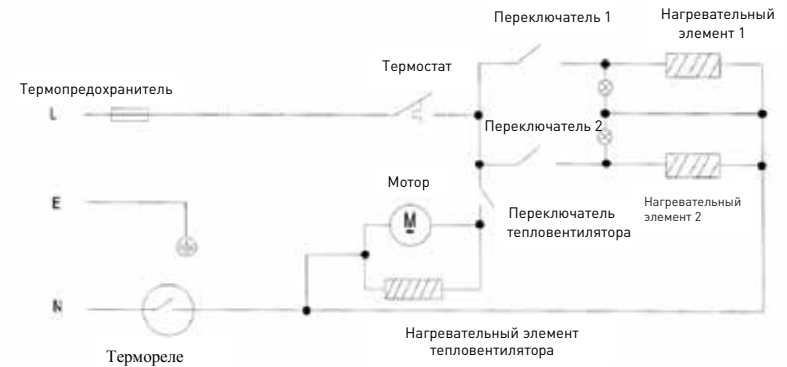 Переключатель 1
Нагревательный
элемент 1
Термостат
Термопредохранитель
L
Переключатель 2
Мотор
E
M
Переключатель
тепловентилятора
Нагревательный
элемент 2
N
Нагревательный элемент
тепловентилятора
Термореле